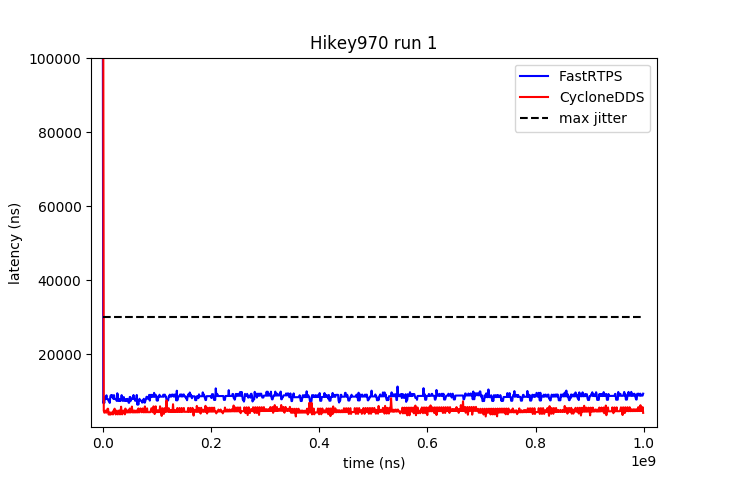 Hikey970 run 1
100000
80000
60000
40000
20000
latency (ns)
FastRTPS
CycloneDDS
max jitter
0.0 0.2 0.4 0.6 0.8 1.0
1e9
time (ns)